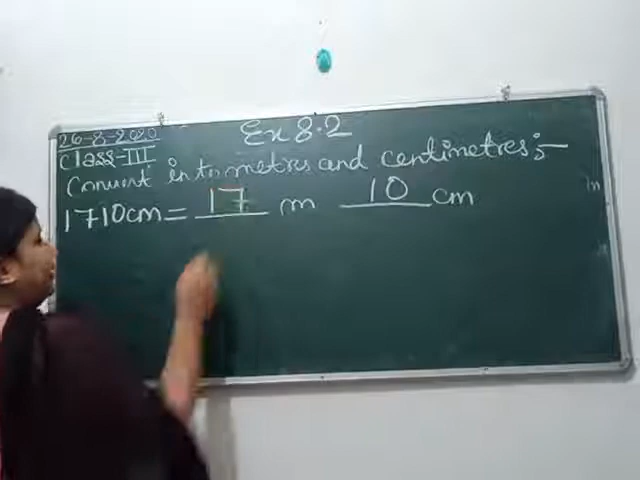 26-8-2020
Ex 8.2
Class-III
Convert into metres and centimetres:-
1710cm = 17 m 10 cm